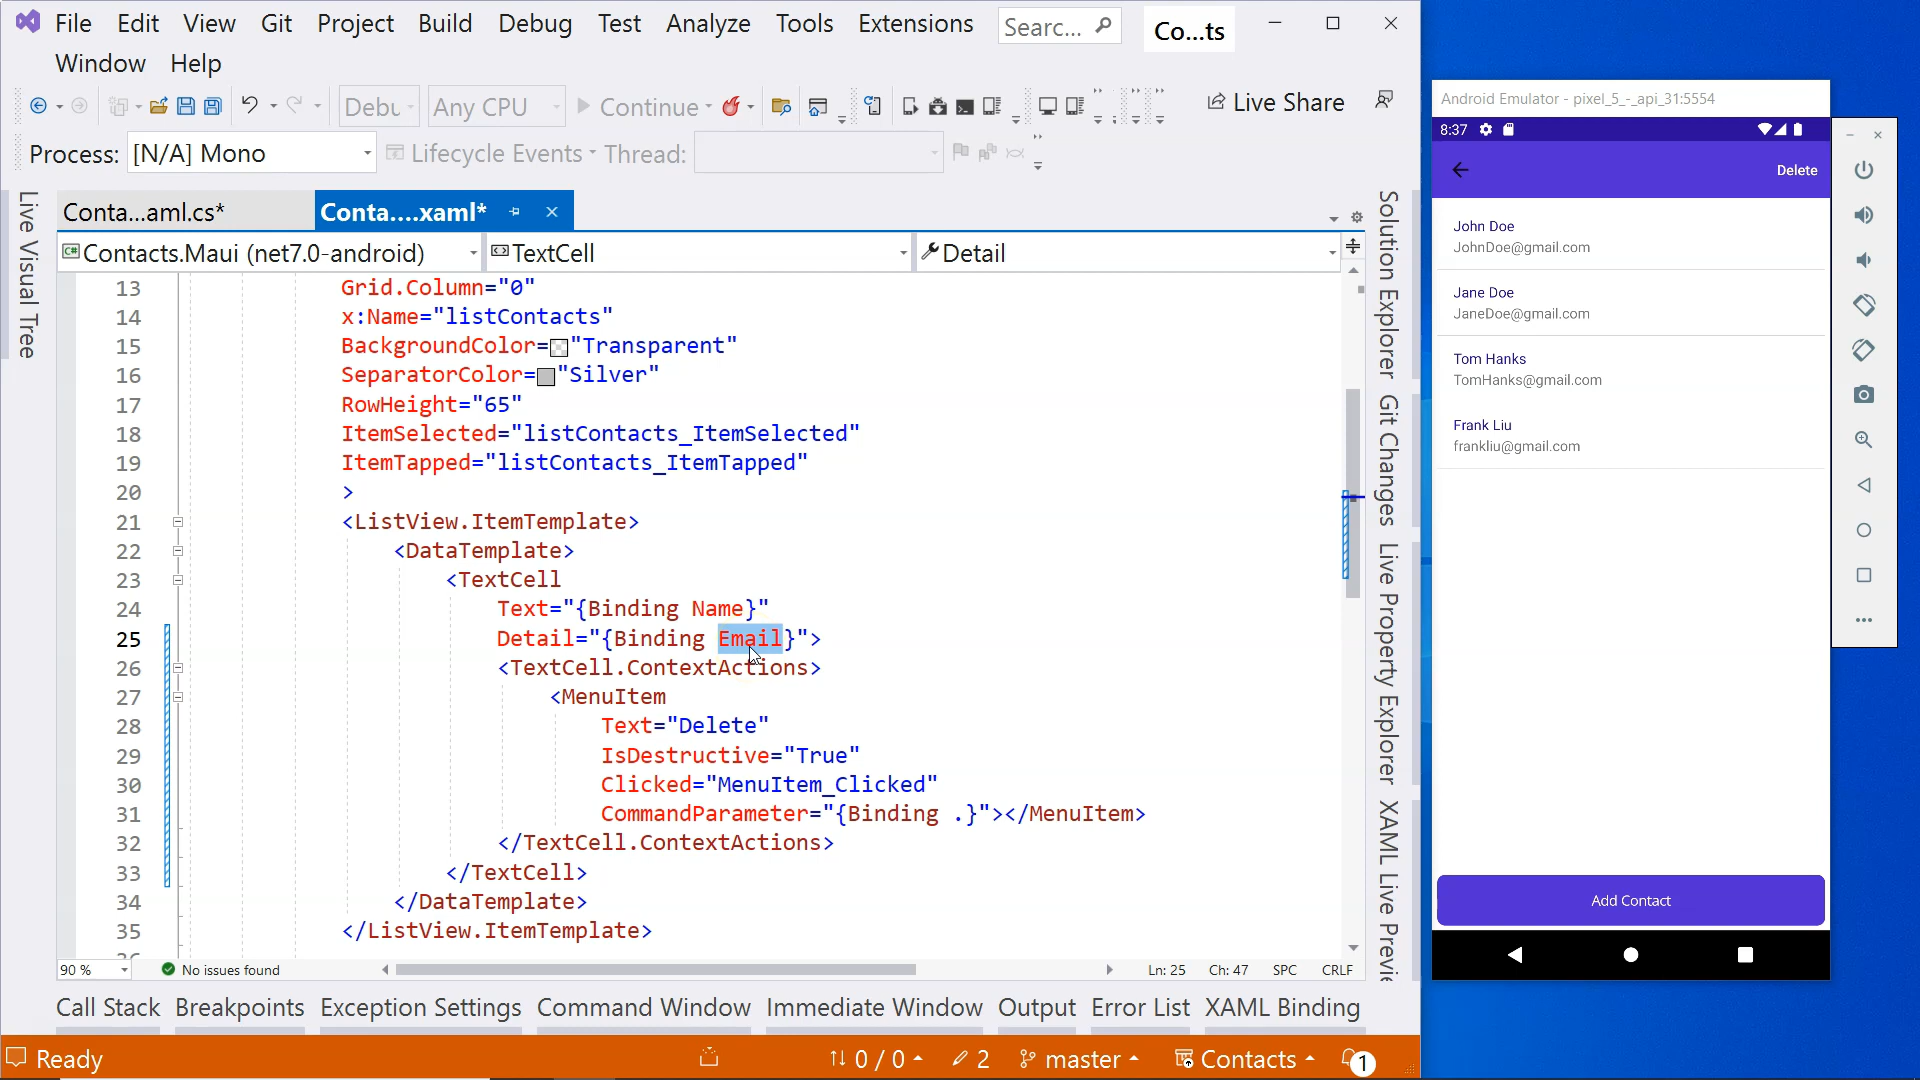 File Edit View Git Project Build Debug Test Tools Analyze Extensions Searc... Co...ts
Window Help
Debu Any CPU Continue Live Share
Process: [N/A] Mono Lifecycle Events Thread:
Live Visual Tree
Conta...aml.cs* Conta....xaml*
Contacts.Maui (net7.0-android) TextCell Detail
13 Grid.Column="0"
14 x:Name="listContacts"
15 BackgroundColor="Transparent"
16 SeparatorColor="Silver"
17 RowHeight="65"
18 ItemSelected="listContacts_ItemSelected"
19 ItemTapped="listContacts_ItemTapped"
20 >
21 <ListView.ItemTemplate>
22 <DataTemplate>
23 <TextCell
24 Text="{Binding Name}"
25 Detail="{Binding Email}">
26 <TextCell.ContextActions>
27 <MenuItem
28 Text="Delete"
29 IsDestructive="True"
30 Clicked="MenuItem_Clicked"
31 CommandParameter="{Binding .}"></MenuItem>
32 </TextCell.ContextActions>
33 </TextCell>
34 </DataTemplate>
35 </ListView.ItemTemplate>
90 % No issues found Ln: 25 Ch: 47 SPC CRLF
Call Stack Breakpoints Exception Settings Command Window Immediate Window Output Error List XAML Binding
Ready 0 / 0 2 master Contacts 1
Solution Explorer
Git Changes
Live Property Explorer
XAML Live Previe
Android Emulator - pixel_5_-_api_31:5554
8:37
Delete
John Doe
JohnDoe@gmail.com
Jane Doe
JaneDoe@gmail.com
Tom Hanks
TomHanks@gmail.com
Frank Liu
frankliu@gmail.com
Add Contact